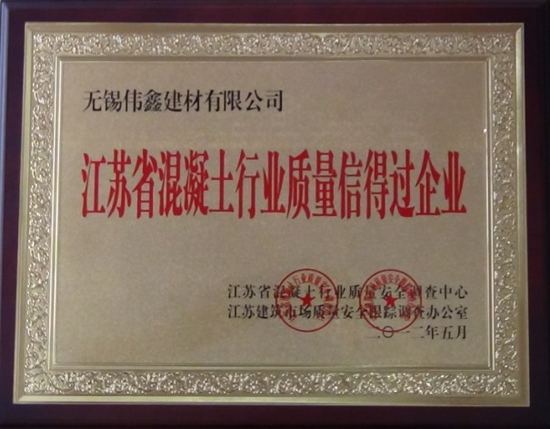 无锡伟鑫建材有限公司
江苏省混凝土行业质量信得过企业
江苏省混凝土行业质量安全调查中心
江苏建筑市场质量安全跟踪调查办公室
二〇一二年五月